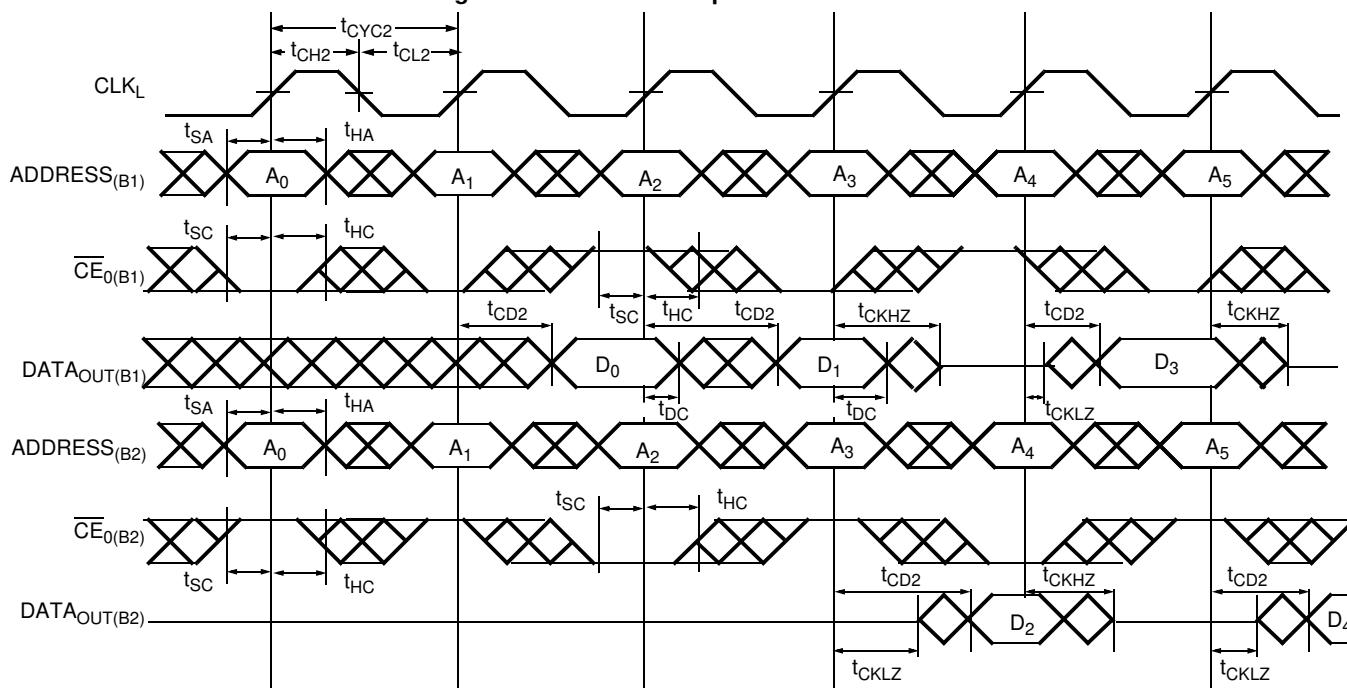 tCYC2
tCH2 tCL2
CLKL
tSA tHA
ADDRESS(B1) A0 A1 A2 A3 A4 A5
tSC tHC
CE0(B1)
tCD2 tSC tHC tCD2 tCKHZ tCD2 tCKHZ
DATAOUT(B1) D0 D1 D3
tSA tHA tDC tDC tCKLZ
ADDRESS(B2) A0 A1 A2 A3 A4 A5
tSC tHC
CE0(B2)
tSC tHC tCD2 tCKHZ tCD2
DATAOUT(B2) D2 D4
tCKLZ tCKLZ